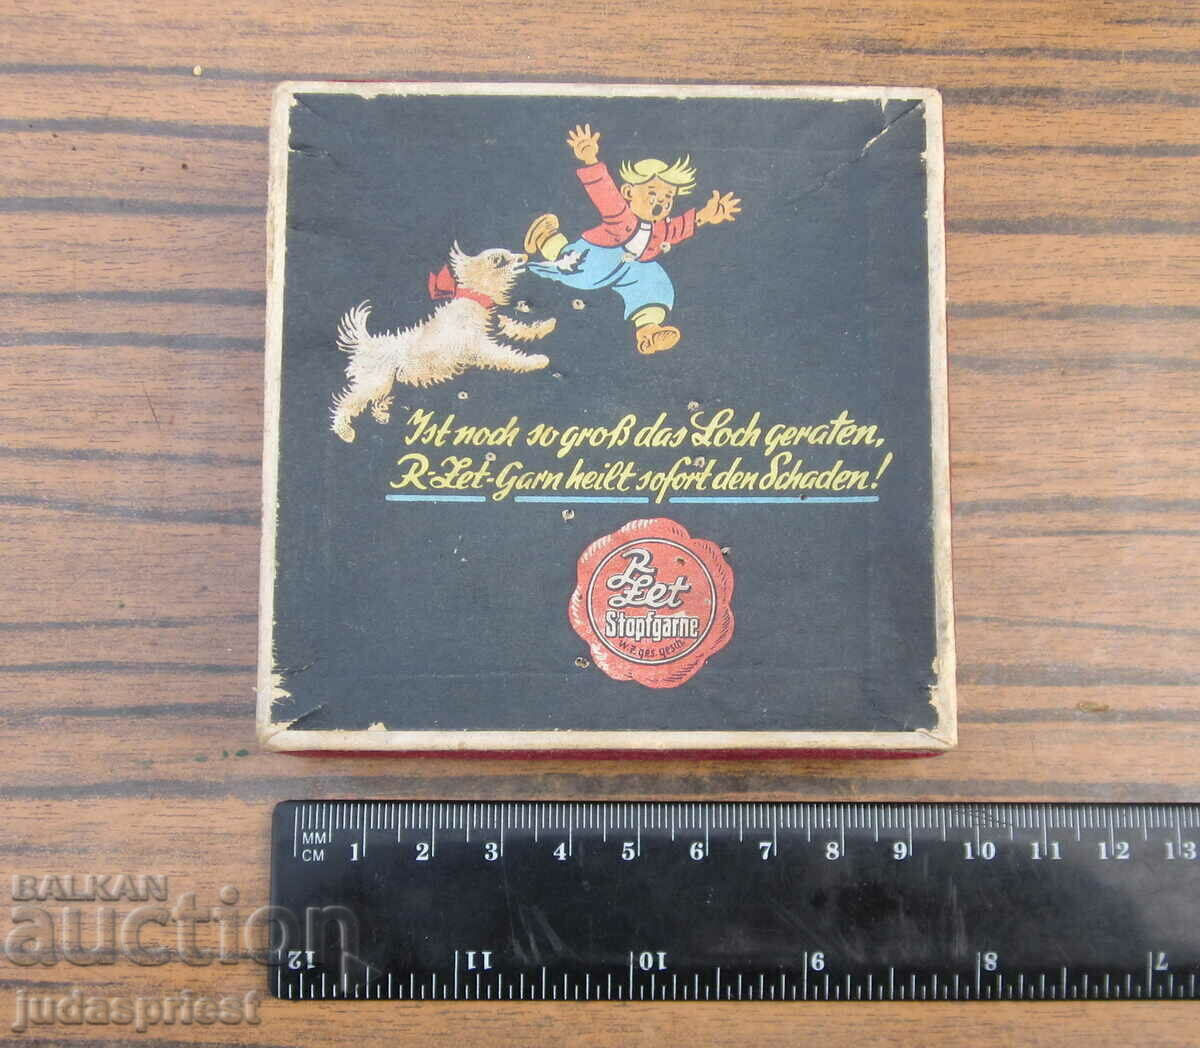 Ist noch so groß das Loch geraten,
R-Zet-Garn heilt sofort den Schaden!
R
Zet
Stopfgarne
W.Z. ges. gesch.
MM
CM 1 2 3 4 5 6 7 8 9 10 11 12 13
12 11 10 9 8 7
BALKAN
auction
judaspriest